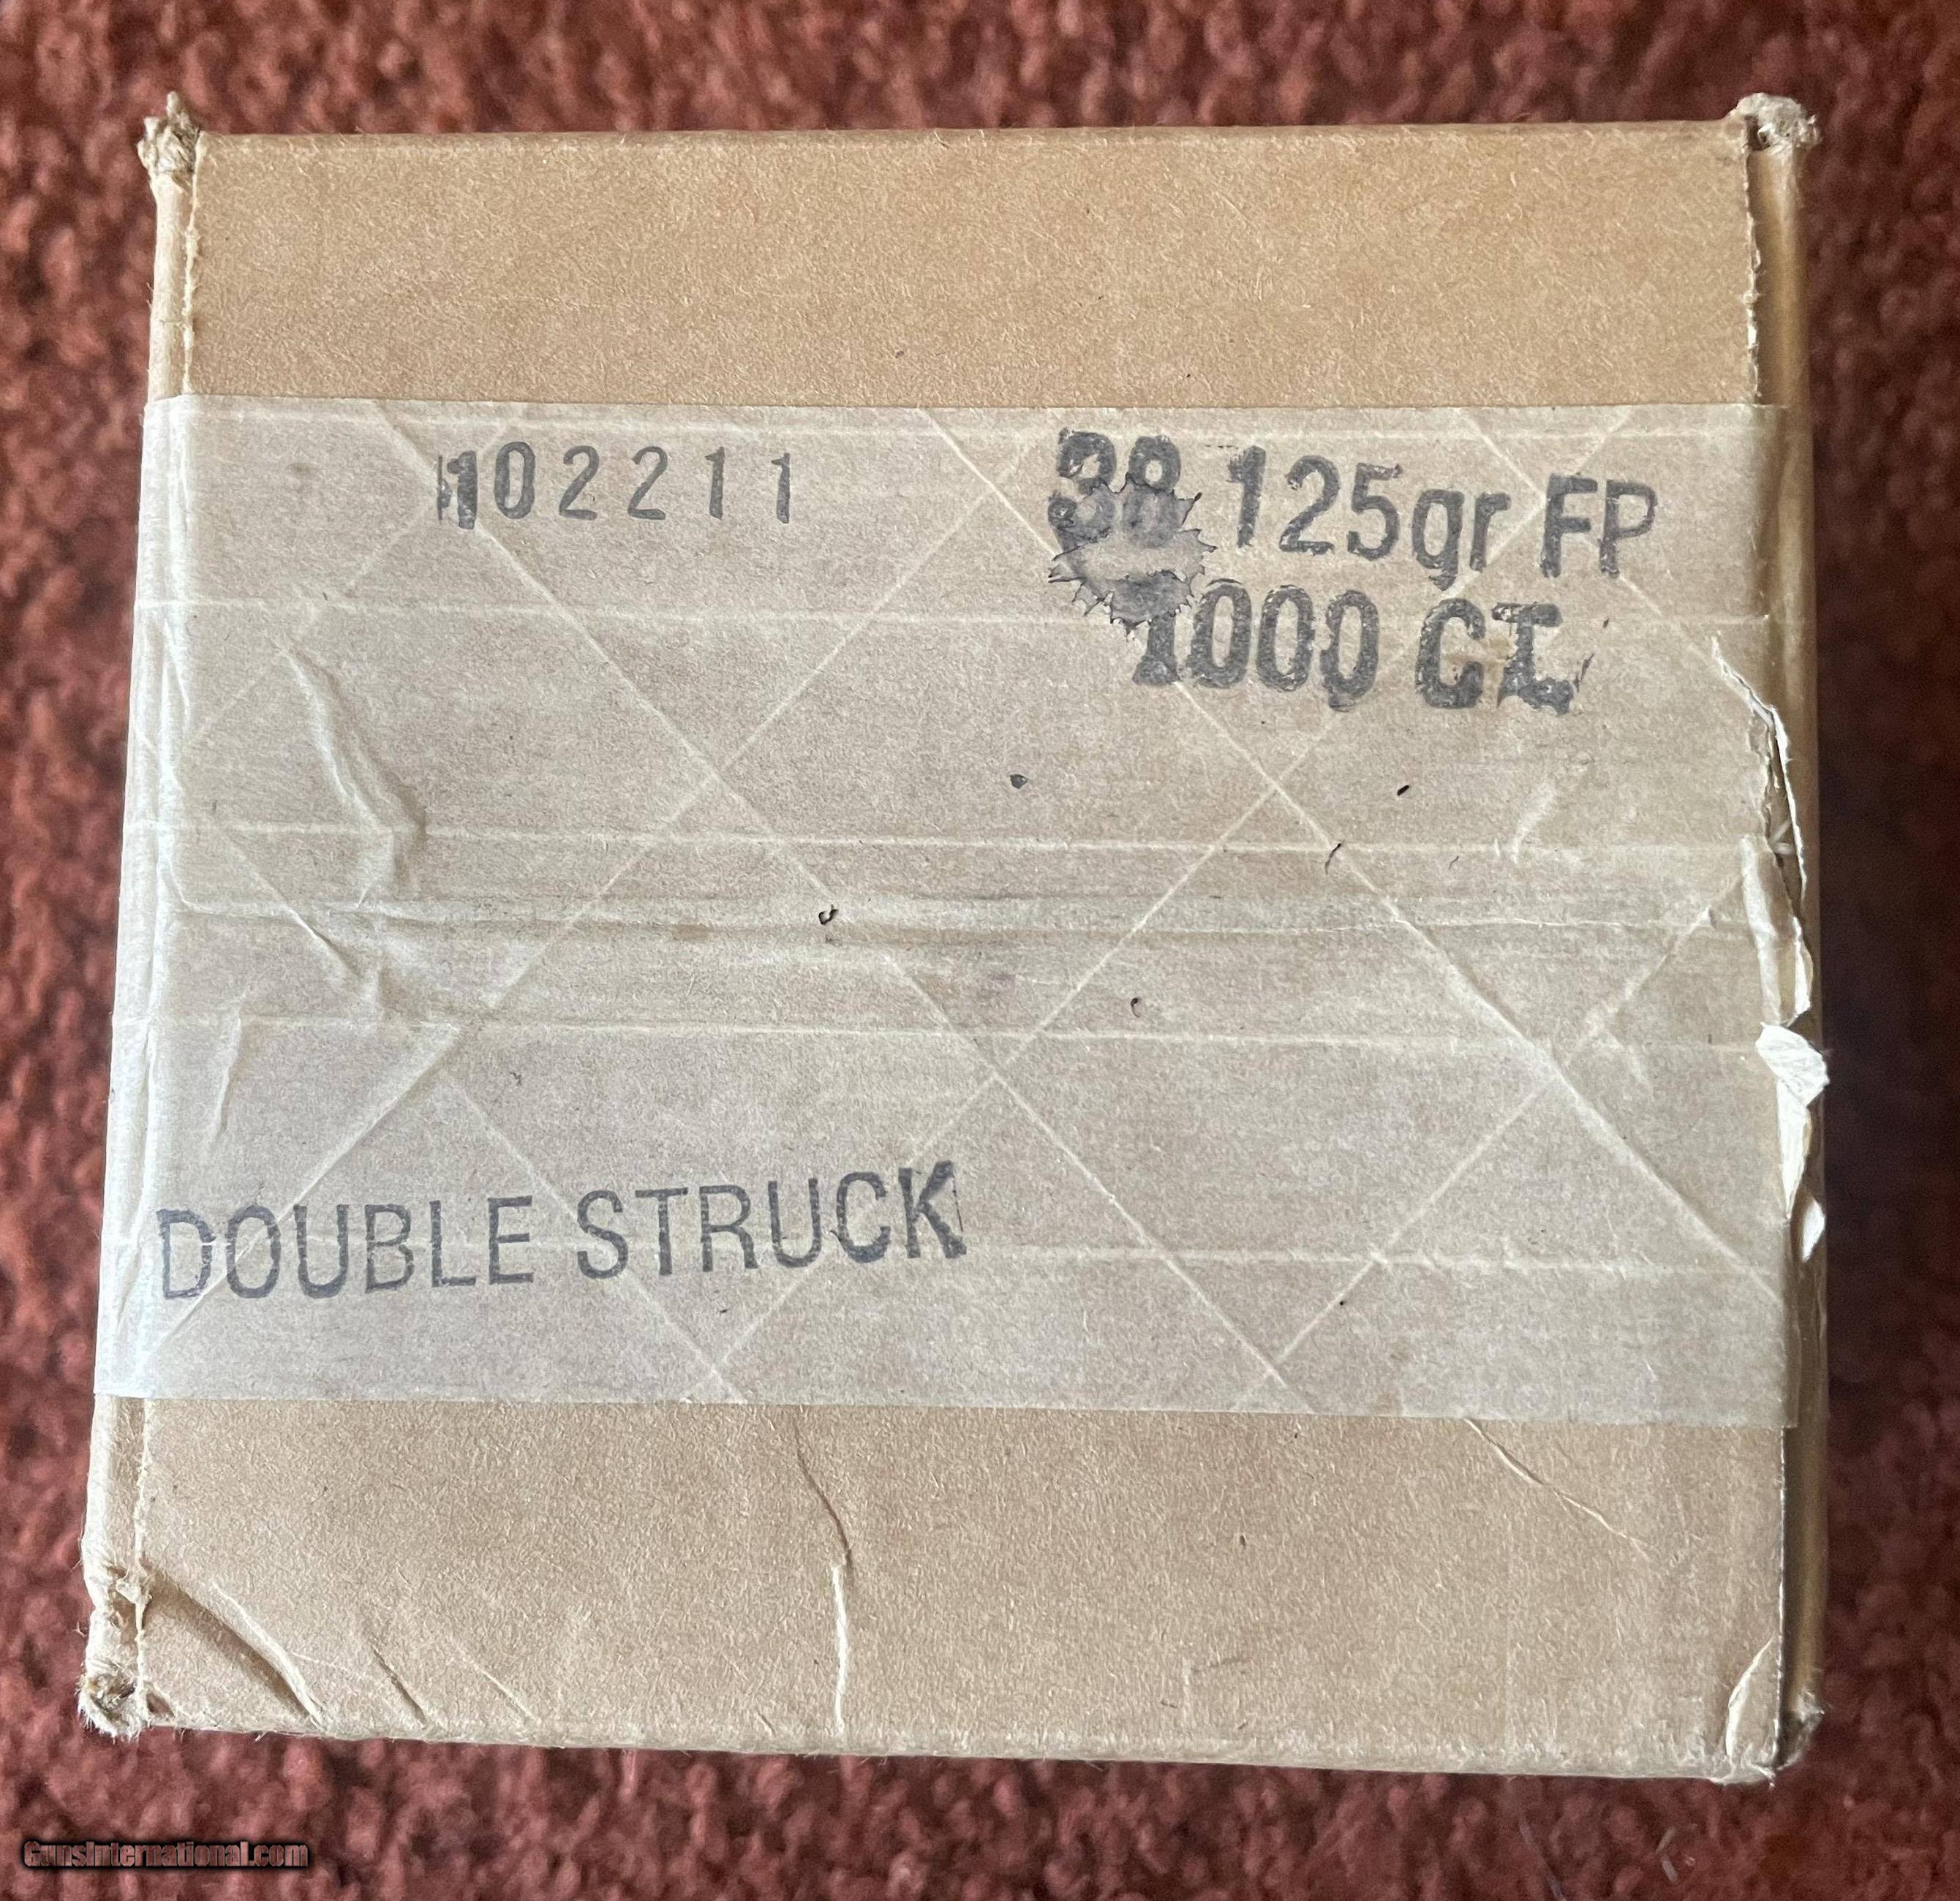 102211
38 125gr FP
1000 CT
DOUBLE STRUCK
GunsInternational.com